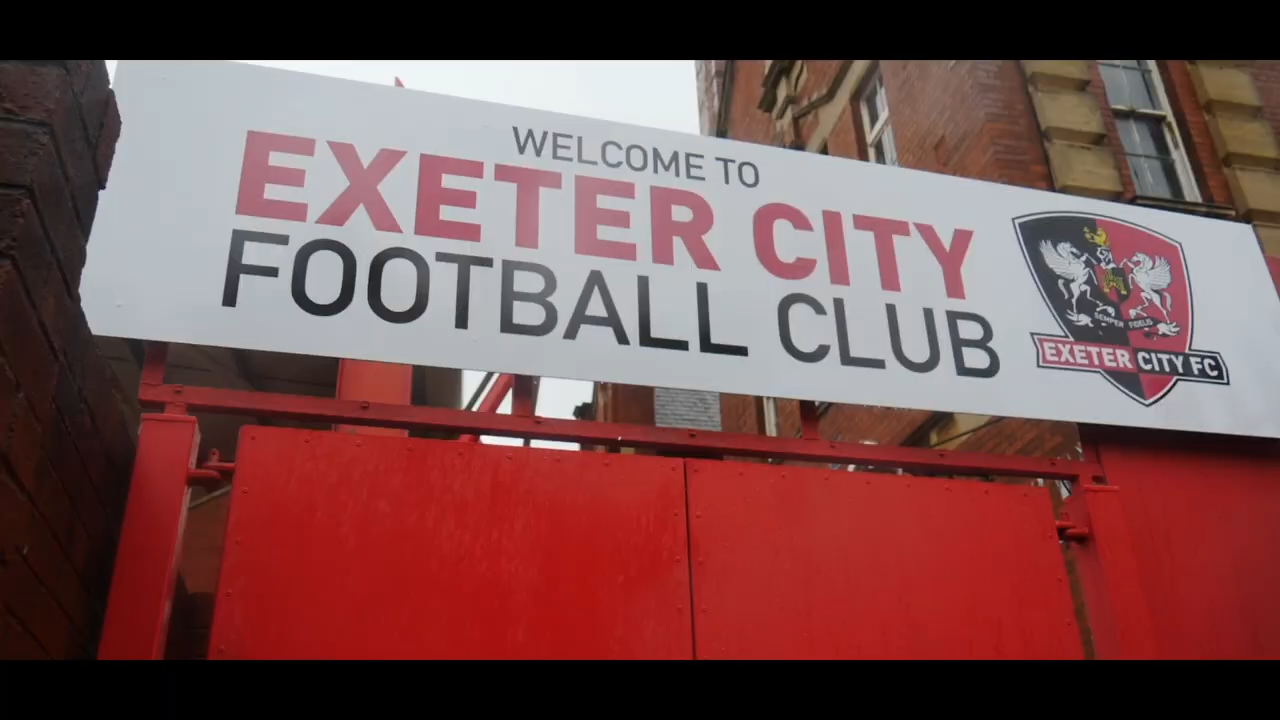 WELCOME TO
EXETER CITY
FOOTBALL CLUB
SEMPER FIDELIS
EXETER CITY FC